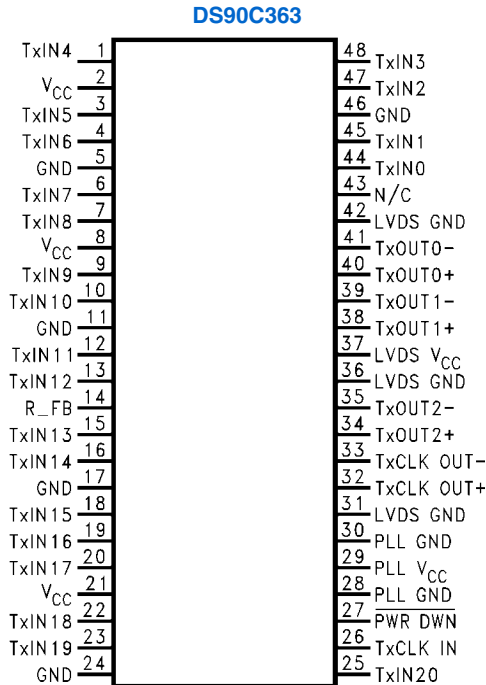 DS90C363
TxIN4 1
VCC 2
TxIN5 3
TxIN6 4
GND 5
TxIN7 6
TxIN8 7
VCC 8
TxIN9 9
TxIN10 10
GND 11
TxIN11 12
TxIN12 13
R_FB 14
TxIN13 15
TxIN14 16
GND 17
TxIN15 18
TxIN16 19
TxIN17 20
VCC 21
TxIN18 22
TxIN19 23
GND 24
48 TxIN3
47 TxIN2
46 GND
45 TxIN1
44 TxIN0
43 N/C
42 LVDS GND
41 TxOUT0-
40 TxOUT0+
39 TxOUT1-
38 TxOUT1+
37 LVDS VCC
36 LVDS GND
35 TxOUT2-
34 TxOUT2+
33 TxCLK OUT-
32 TxCLK OUT+
31 LVDS GND
30 PLL GND
29 PLL VCC
28 PLL GND
27 PWR DWN
26 TxCLK IN
25 TxIN20